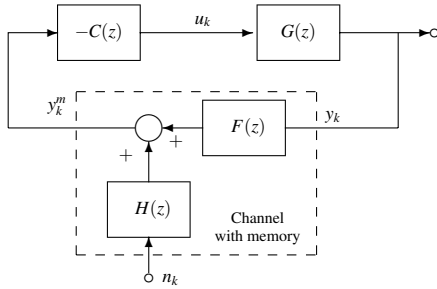 −C(z)
u_k
G(z)
y_k^m
F(z)
y_k
+
+
H(z)
Channel
with memory
n_k